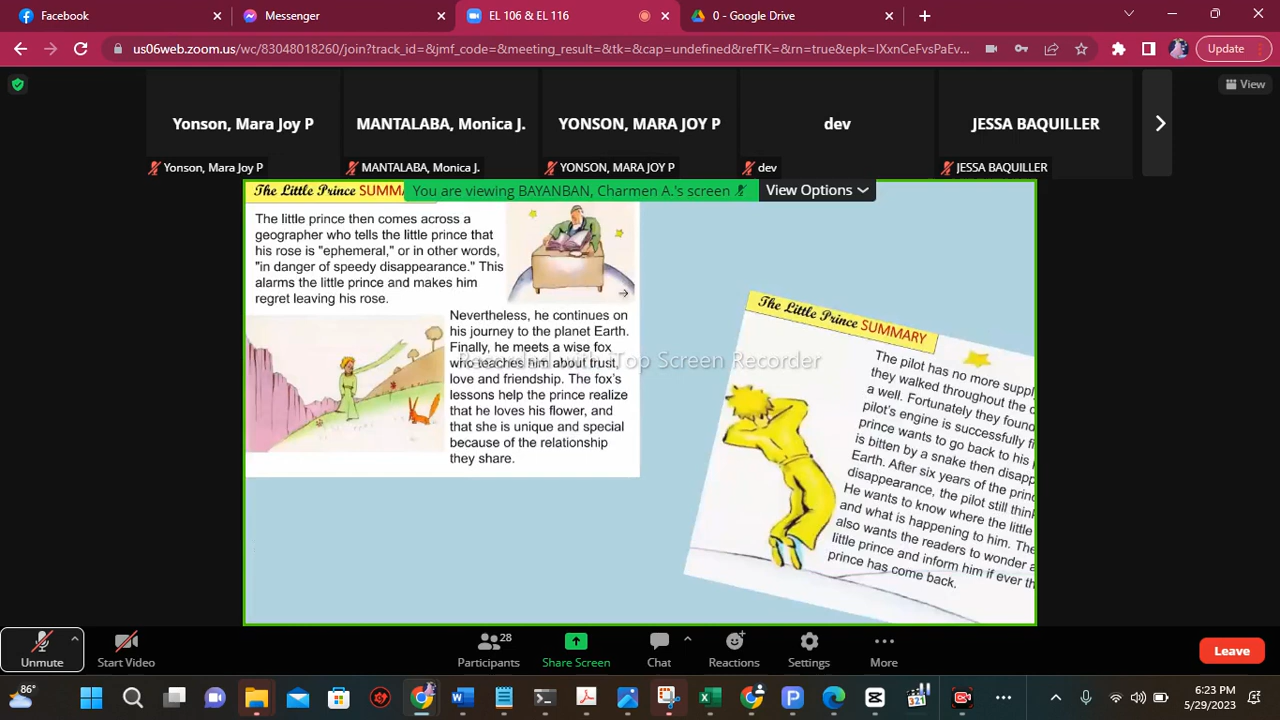 Facebook
Messenger
EL 106 & EL 116
0 - Google Drive
us06web.zoom.us/wc/83048018260/join?track_id=&jmf_code=&meeting_result=&tk=&cap=undefined&refTK=&rn=true&epk=IXxnCeFvsPaEv...
Update
View
Yonson, Mara Joy P
MANTALABA, Monica J.
YONSON, MARA JOY P
dev
JESSA BAQUILLER
Yonson, Mara Joy P
MANTALABA, Monica J.
YONSON, MARA JOY P
dev
JESSA BAQUILLER
You are viewing BAYANBAN, Charmen A.'s screen
View Options
The Little Prince SUMMA
The little prince then comes across a
geographer who tells the little prince that
his rose is "ephemeral," or in other words,
"in danger of speedy disappearance." This
alarms the little prince and makes him
regret leaving his rose.
Nevertheless, he continues on
his journey to the planet Earth.
Finally, he meets a wise fox
who teaches him about trust,
love and friendship. The fox's
lessons help the prince realize
that he loves his flower, and
that she is unique and special
because of the relationship
they share.
Recorded with iTop Screen Recorder
The Little Prince SUMMARY
The pilot has no more suppl
they walked throughout the d
a well. Fortunately they found
pilot's engine is successfully fi
prince wants to go back to his
is bitten by a snake then disapp
Earth. After six years of the prin
disappearance, the pilot still thin
He wants to know where the little
and what is happening to him. The
also wants the readers to wonder a
little prince and inform him if ever th
prince has come back.
Unmute
Start Video
28
Participants
Share Screen
Chat
Reactions
Settings
More
Leave
86°
321
6:23 PM
5/29/2023